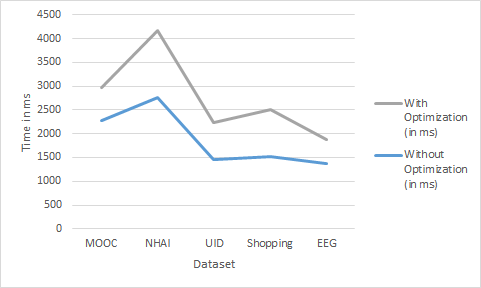 4500
4000
3500
3000
2500
2000
1500
1000
500
0
Time in ms
MOOC
NHAI
UID
Shopping
EEG
Dataset
With
Optimization
(in ms)
Without
Optimization
(in ms)